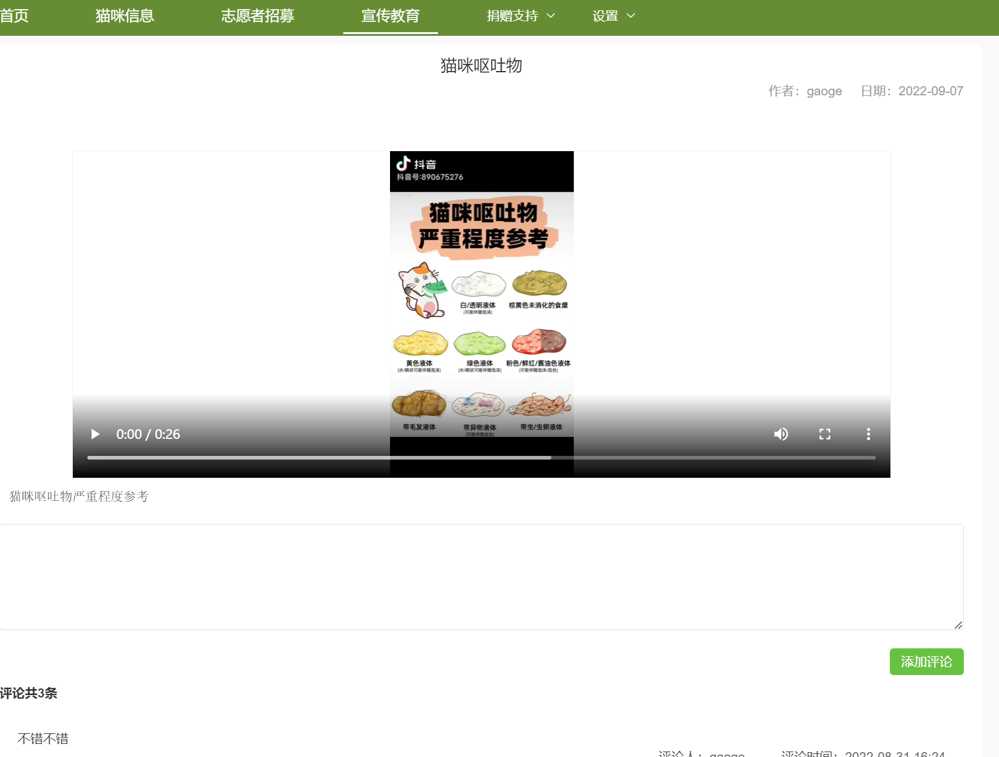 首页 猫咪信息 志愿者招募 宣传教育 捐赠支持 设置
猫咪呕吐物
作者：gaoge 日期：2022-09-07
抖音
抖音号:890675276
猫咪呕吐物
严重程度参考
白/透明液体 棕黄色未消化的食糜
(可能伴随泡沫)
黄色液体 绿色液体 粉色/鲜红/酱油色液体
(水/稠状可能伴随泡沫) (水/稠状可能伴随泡沫) (可能伴随泡沫/血丝)
带毛发液体 带异物液体 带虫/虫卵液体
(可能伴随血丝)
0:00 / 0:26
猫咪呕吐物严重程度参考
添加评论
评论共3条
不错不错
评论人：gaoge 评论时间：2022-08-31 16:24